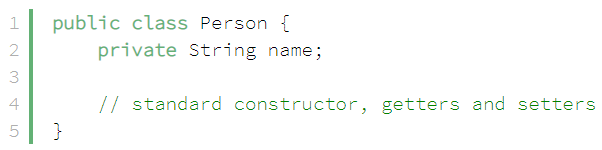 1 public class Person {
2     private String name;
3
4     // standard constructor, getters and setters
5 }